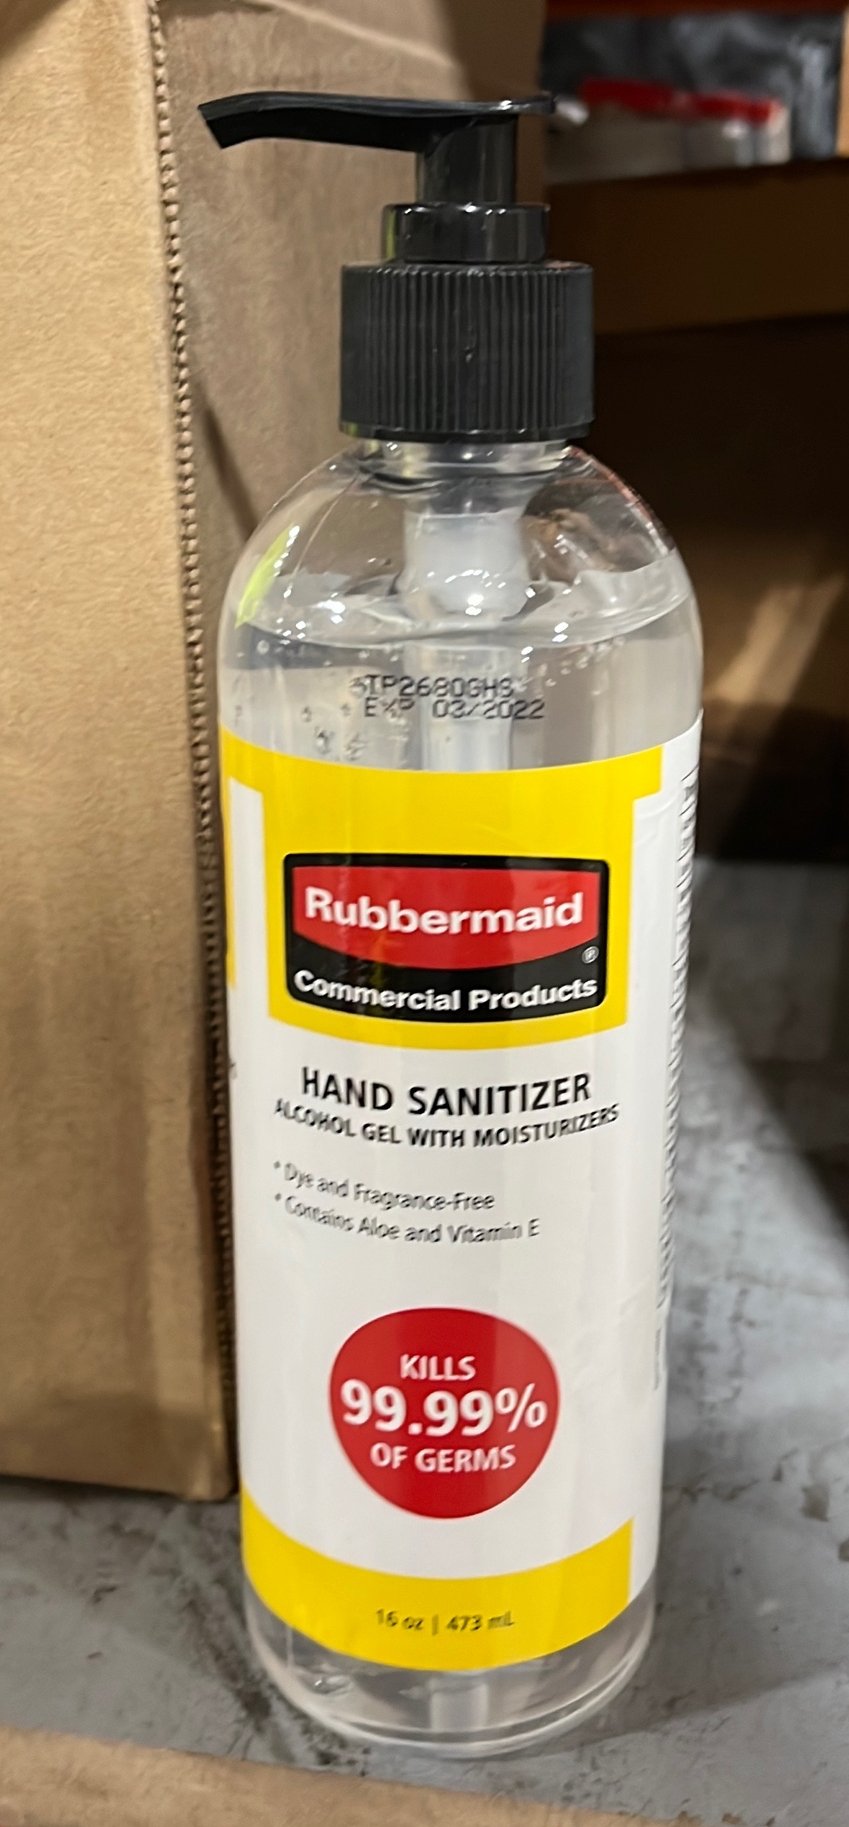 EXP 03/2022
Rubbermaid
®
Commercial Products
HAND SANITIZER
ALCOHOL GEL WITH MOISTURIZERS
* Dye and Fragrance-Free
* Contains Aloe and Vitamin E
KILLS
99.99%
OF GERMS
16 oz | 473 mL